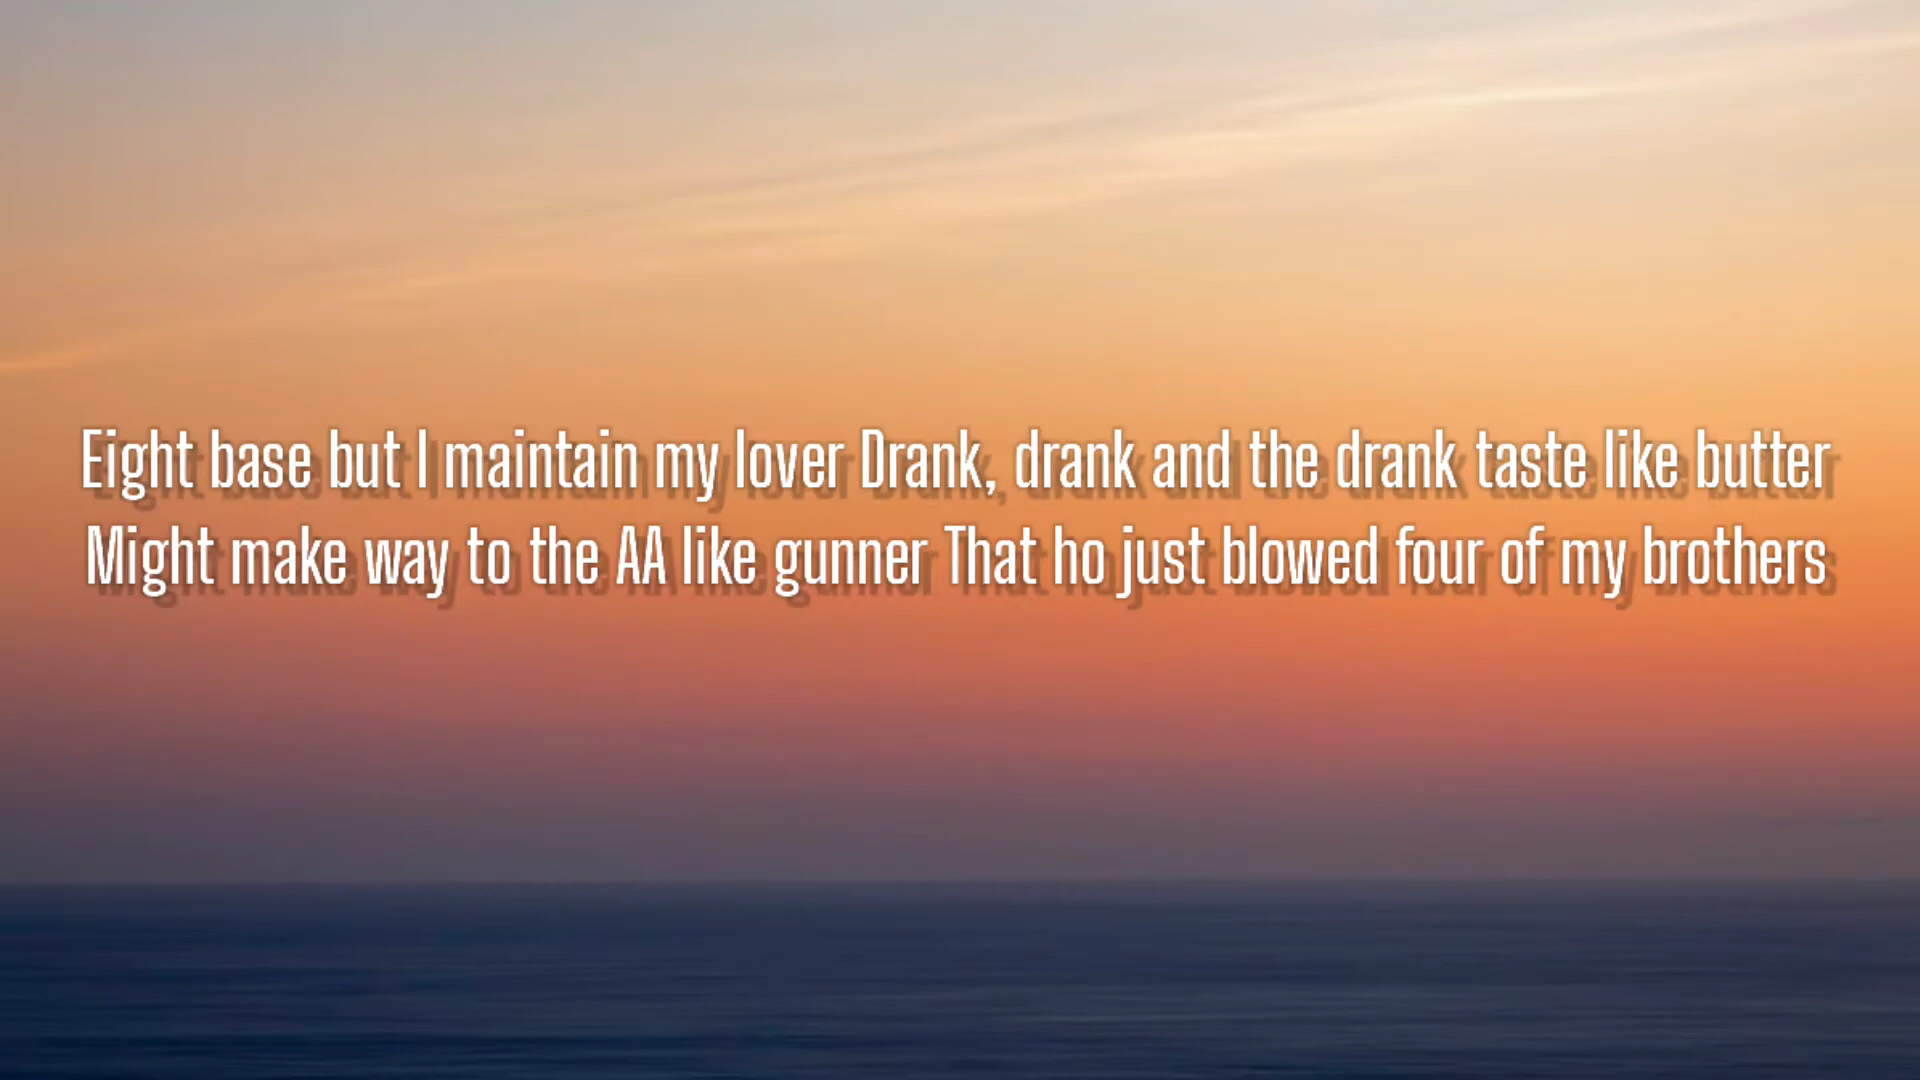 Eight base but I maintain my lover Drank, drank and the drank taste like butter
Might make way to the AA like gunner That ho just blowed four of my brothers